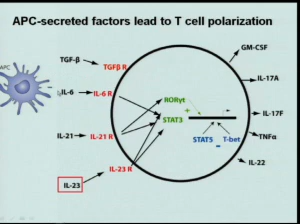 APC-secreted factors lead to T cell polarization
APC
TGF-β
TGFβ R
GM-CSF
IL-6
IL-6 R
IL-17A
RORγt
+
STAT3
IL-17F
IL-21
IL-21 R
STAT5
T-bet
TNFα
IL-23 R
IL-22
IL-23